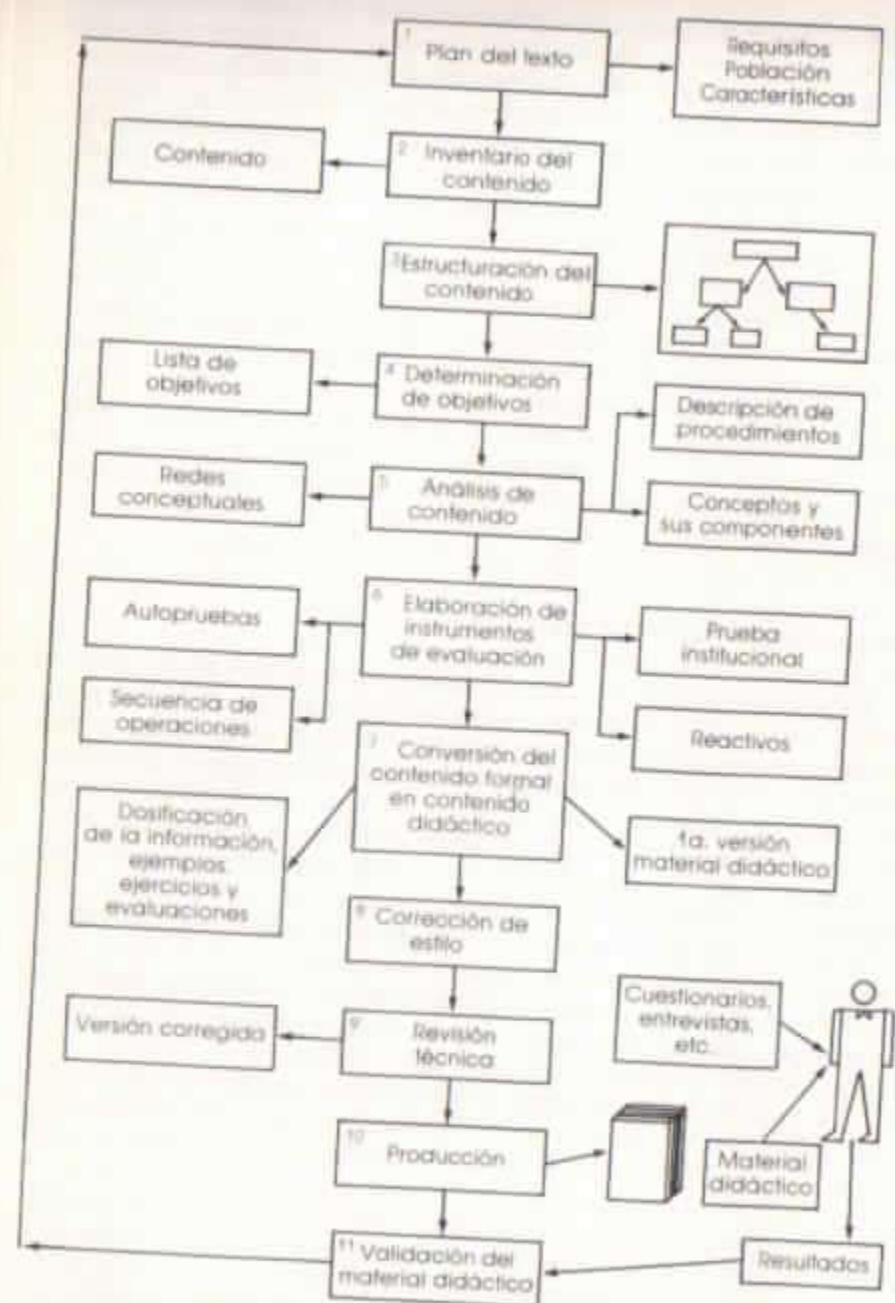 1 Plan del texto
Requisitos
Población
Características
Contenido
2 Inventario del
contenido
3 Estructuración del
contenido
Lista de
objetivos
4 Determinación
de objetivos
Descripción de
procedimientos
Redes
conceptuales
5 Análisis de
contenido
Conceptos y
sus componentes
Autopruebas
6 Elaboración de
instrumentos
de evaluación
Prueba
institucional
Secuencia de
operaciones
Reactivos
7 Conversión del
contenido formal
en contenido
didáctico
Dosificación
de la información,
ejemplos,
ejercicios y
evaluaciones
1a. versión
material didáctico
8 Corrección de
estilo
Versión corregida
9 Revisión
técnica
Cuestionarios,
entrevistas,
etc.
10 Producción
Material
didáctico
11 Validación del
material didáctico
Resultados